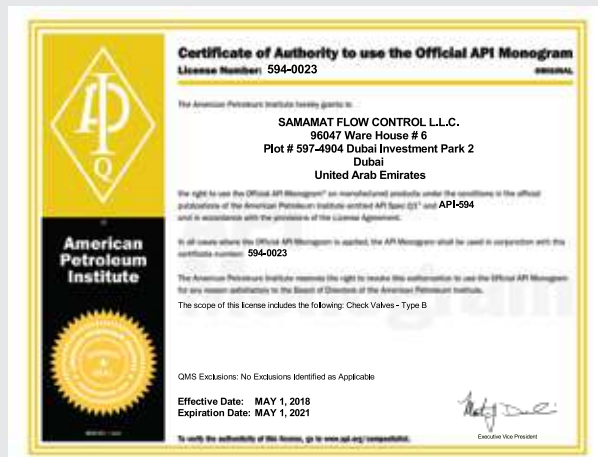 Certificate of Authority to use the Official API Monogram
License Number: 594-0023
ORIGINAL
The American Petroleum Institute hereby grants to
SAMAMAT FLOW CONTROL L.L.C.
96047 Ware House # 6
Plot # 597-4904 Dubai Investment Park 2
Dubai
United Arab Emirates
the right to use the Official API Monogram® on manufactured products under the conditions in the official
publications of the American Petroleum Institute entitled API Spec Q1® and API-594
and in accordance with the provisions of the License Agreement.
In all cases where the Official API Monogram is applied, the API Monogram shall be used in conjunction with this
certificate number: 594-0023
The American Petroleum Institute reserves the right to revoke this authorization to use the Official API Monogram
for any reason satisfactory to the Board of Directors of the American Petroleum Institute.
The scope of this license includes the following: Check Valves - Type B
QMS Exclusions: No Exclusions Identified as Applicable
Effective Date: MAY 1, 2018
Expiration Date: MAY 1, 2021
Executive Vice President
To verify the authenticity of this license, go to www.api.org/compositelist.
API
Q
American
Petroleum
Institute